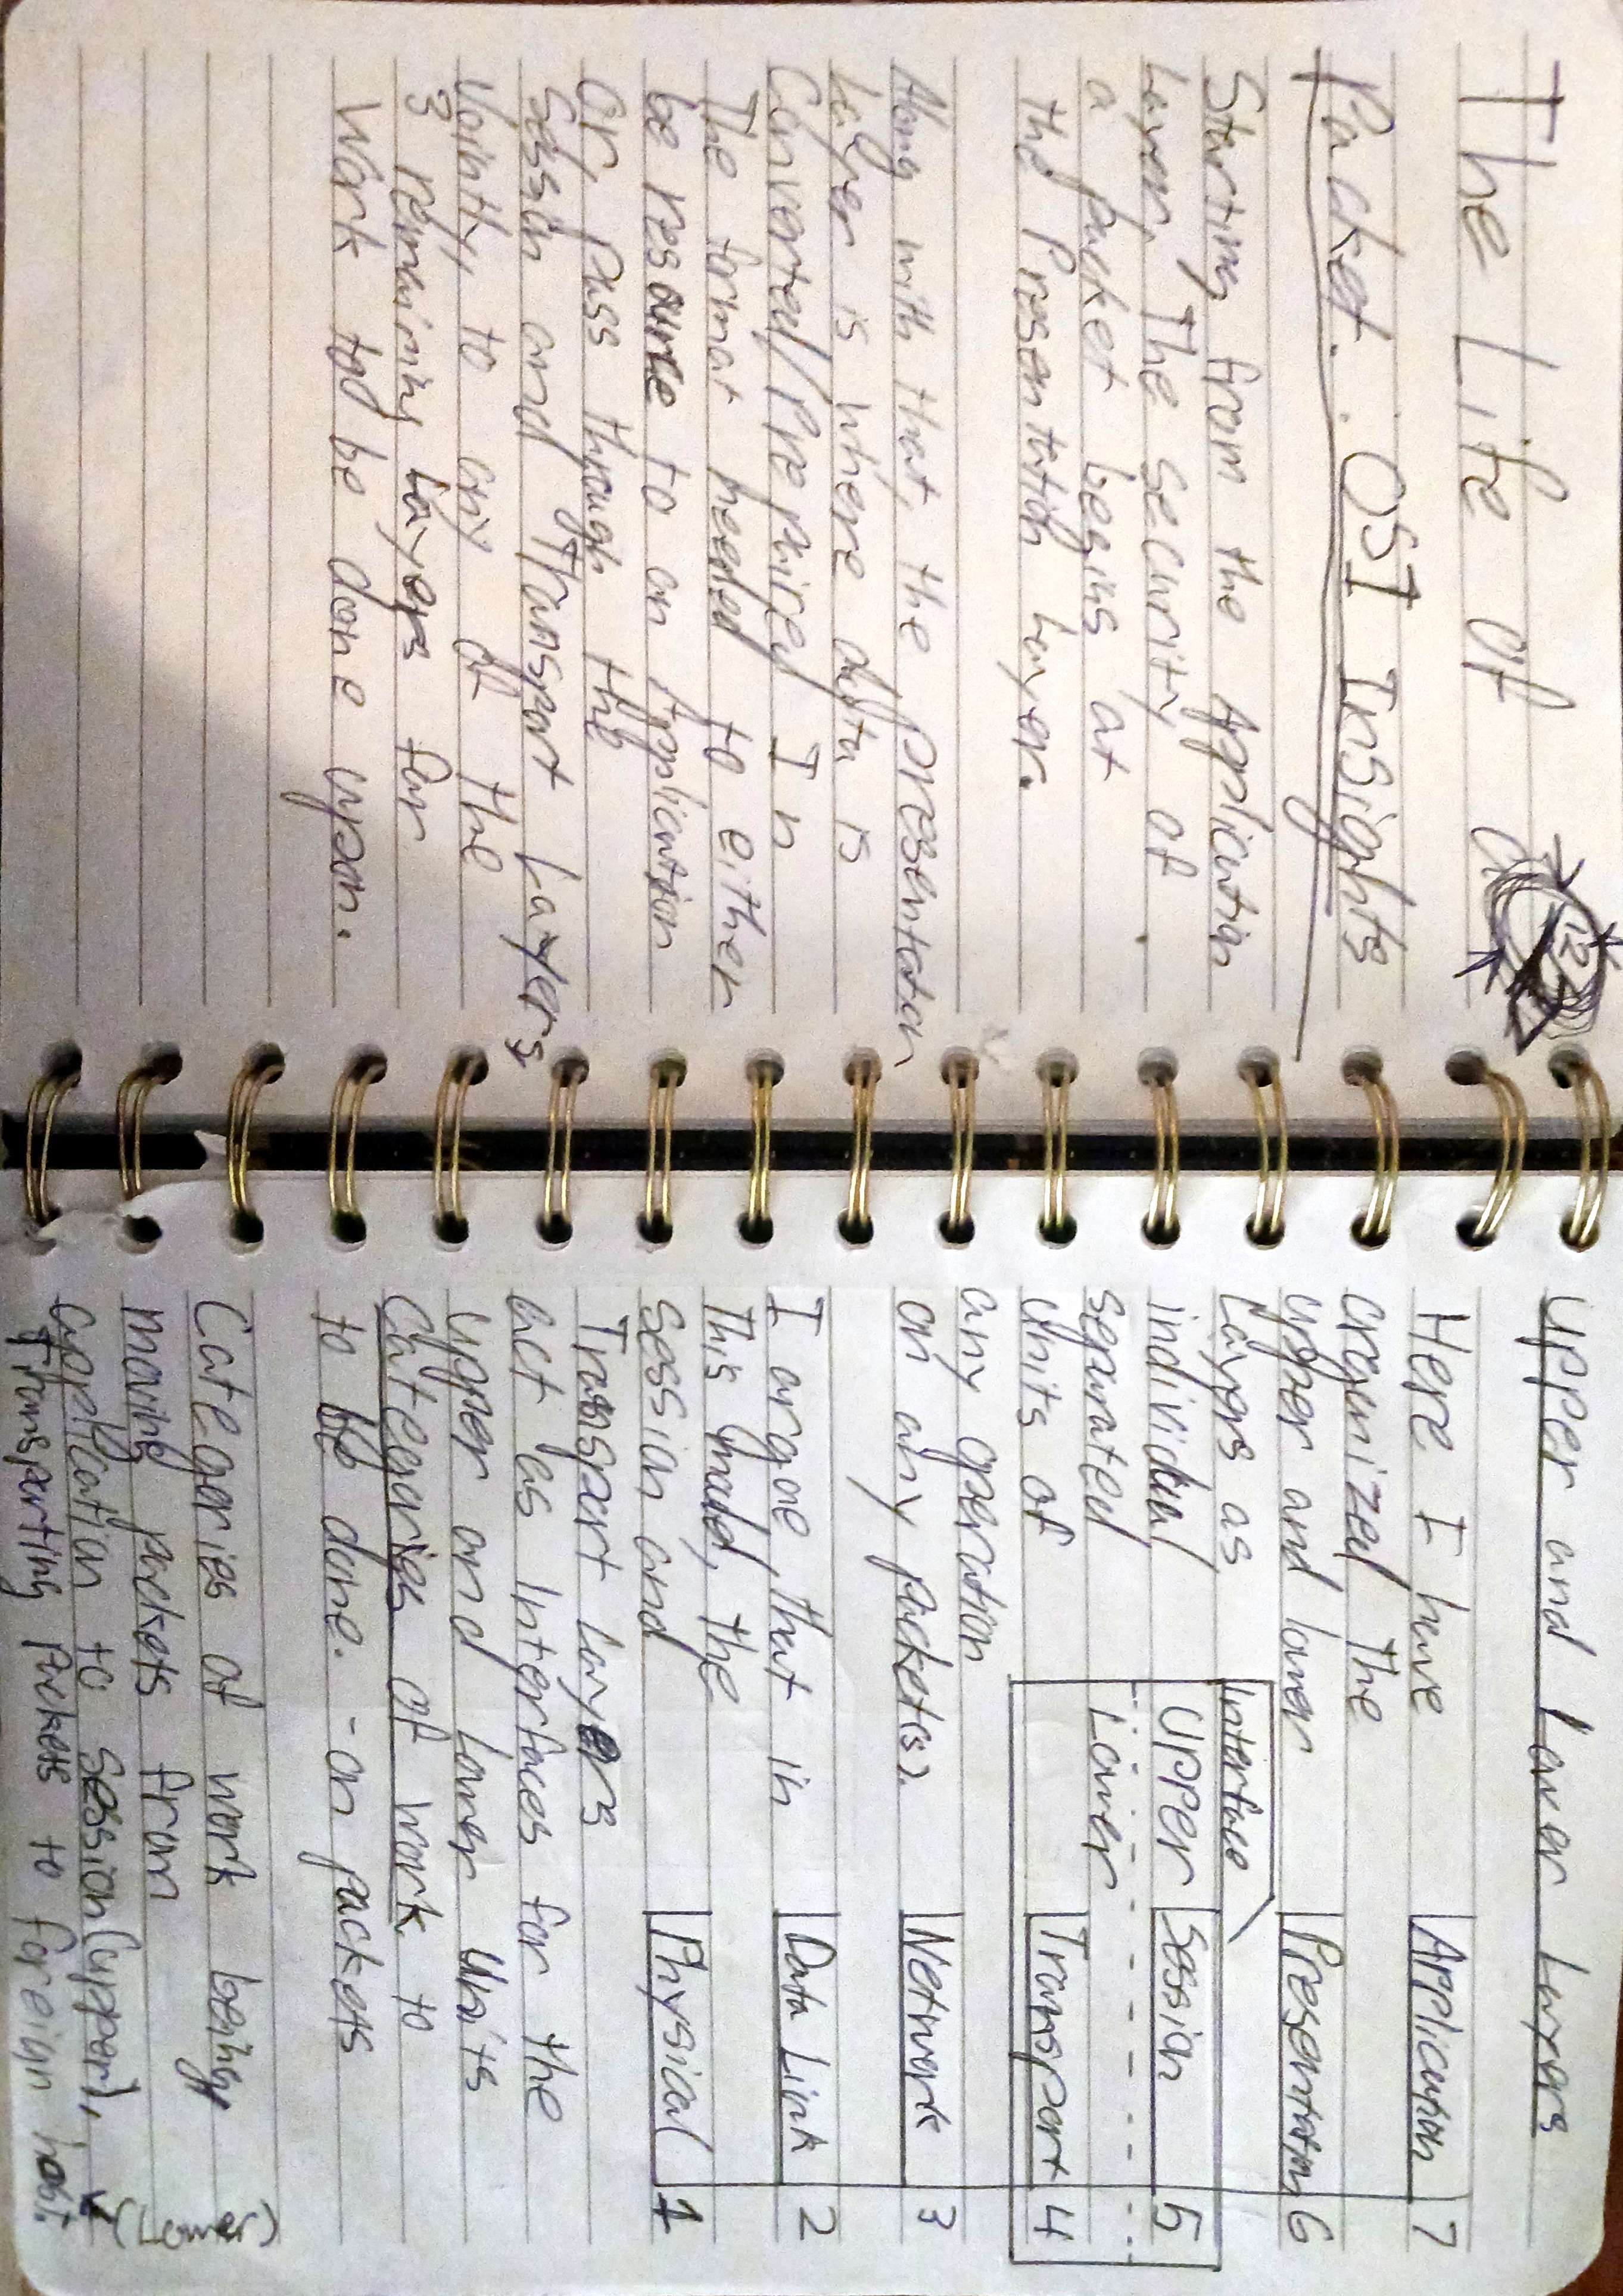 The Life Of a
Packet. . OSI Insights
Starting from the Application
Layer, The security of
a packet begins at
the Presentation layer.
Along with that, the presentation
Layer is where data is
Converted/Prepaired In
The format needed to either
be resource to an Application
Or, Pass through the
Session and Transport Layers
Jointly, to any of the
3 remaining Layers for
Work tod be done upon.
Upper and Lower Layers
Here I have
organized The
upper and lower
Layers as
individual
separated
units of
any operation
on any packet(s).
I argue, that in
This mode, the
session and
Transport Layers
act as Interfaces for the
Upper and Lower Units
Categories of work to
to be done. - on packets
Categories of work being
moving packets from
application to Session (upper),
Transporting Packets to foreign host.
(Lower)
Application 7
Presentation 6
Interface
Upper Session 5
Lower
Transport 4
Network 3
Data Link 2
Physical 1